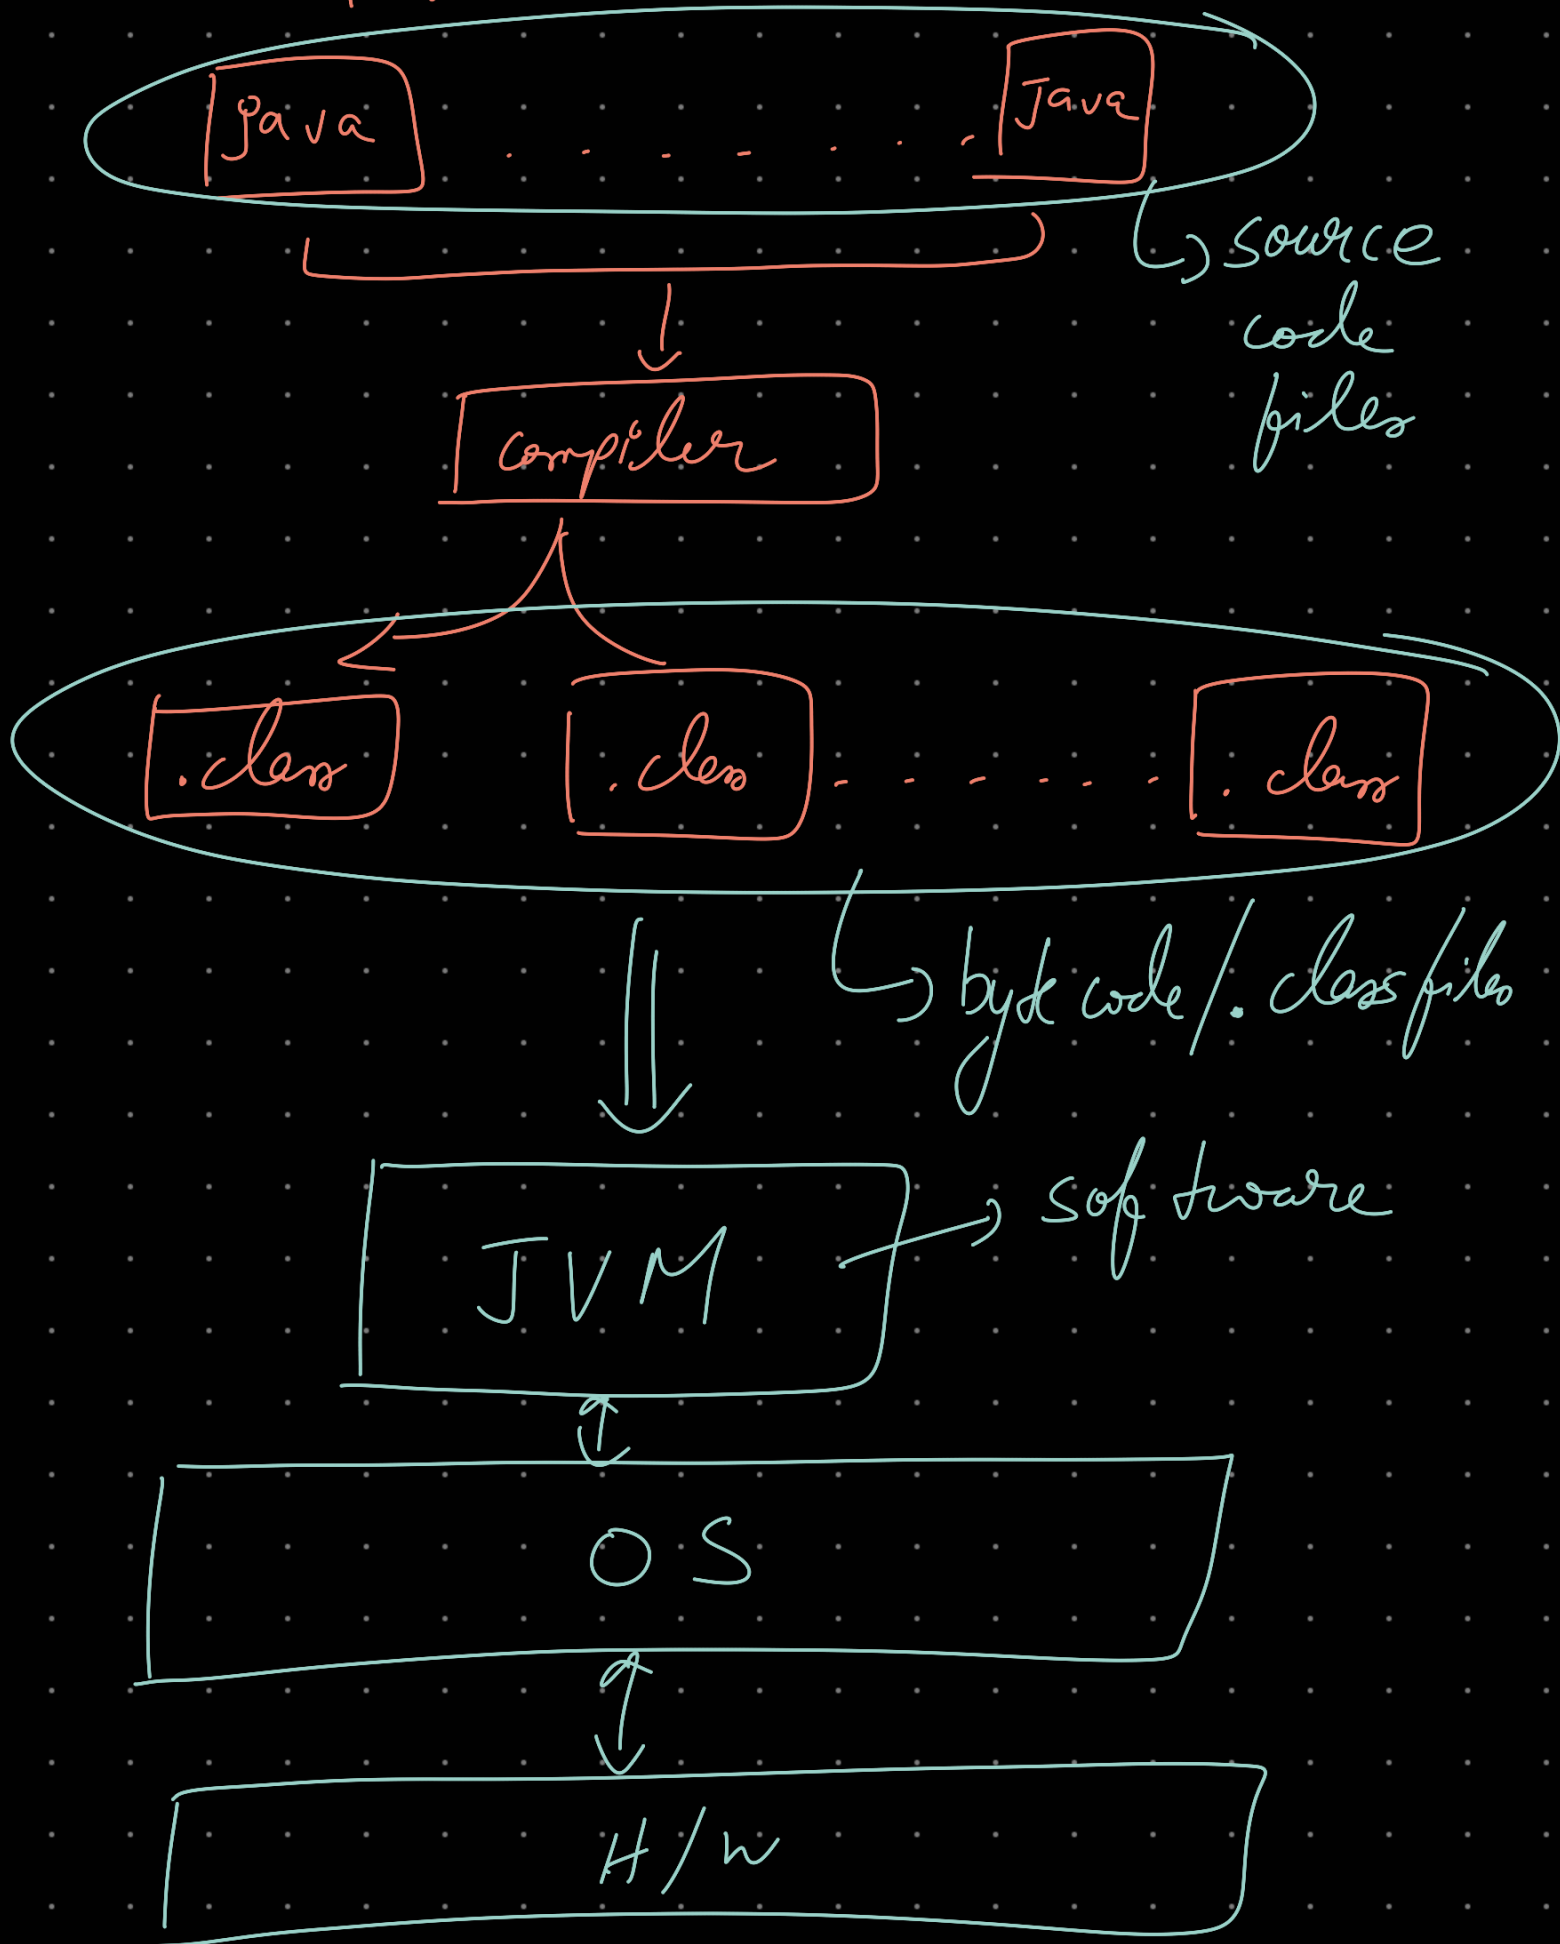 java
Java
source
code
files
compiler
.class
.class
.class
byte code/.class files
JVM
software
OS
H/W